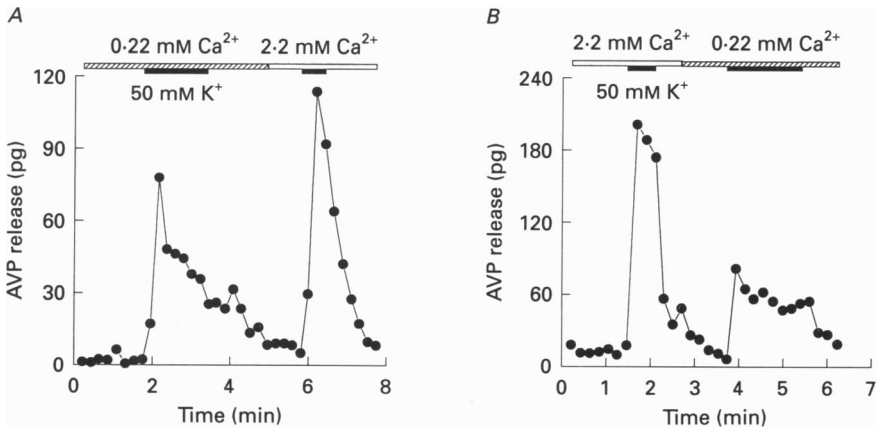 A
0·22 mM Ca²⁺
2·2 mM Ca²⁺
50 mM K⁺
120
90
60
30
0
AVP release (pg)
0 2 4 6 8
Time (min)
B
2·2 mM Ca²⁺
0·22 mM Ca²⁺
50 mM K⁺
240
180
120
60
0
AVP release (pg)
0 1 2 3 4 5 6 7
Time (min)